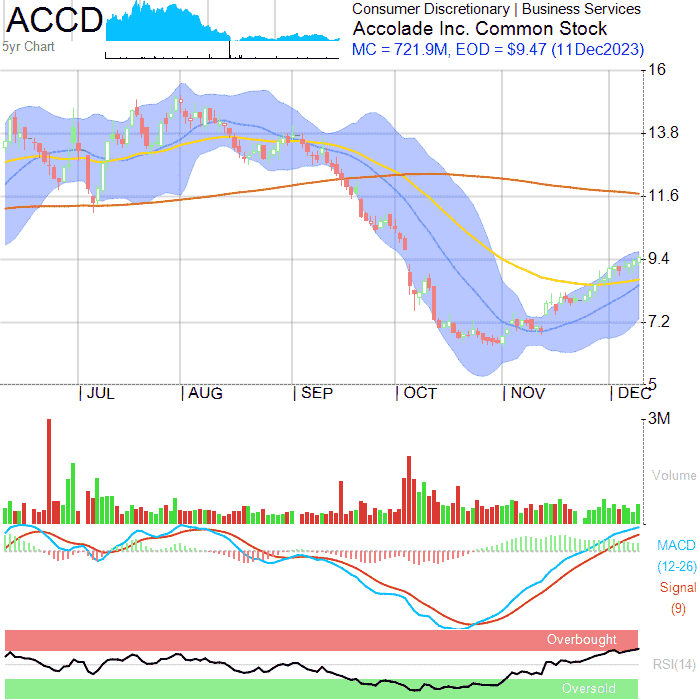 ACCD
5yr Chart
Consumer Discretionary | Business Services
Accolade Inc. Common Stock
MC = 721.9M, EOD = $9.47 (11Dec2023)
16
13.8
11.6
9.4
7.2
5
JUL AUG SEP OCT NOV DEC
3M
Volume
MACD
(12-26)
Signal
(9)
Overbought
RSI(14)
Oversold